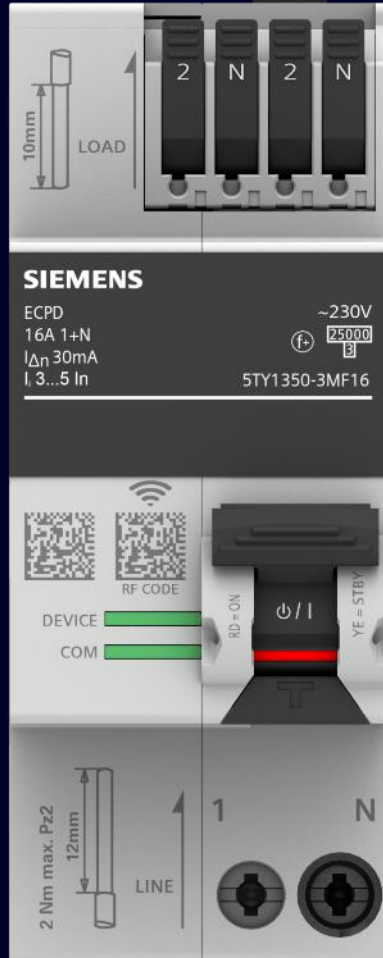 2 N 2 N
10mm
LOAD
SIEMENS
ECPD
~230V
16A 1+N
f+
25000
3
I∆n 30mA
Ii 3...5 In
5TY1350-3MF16
RF CODE
DEVICE
COM
RD = ON
⏻/I
YE = STBY
T
2 Nm max. Pz2
12mm
LINE
1 N